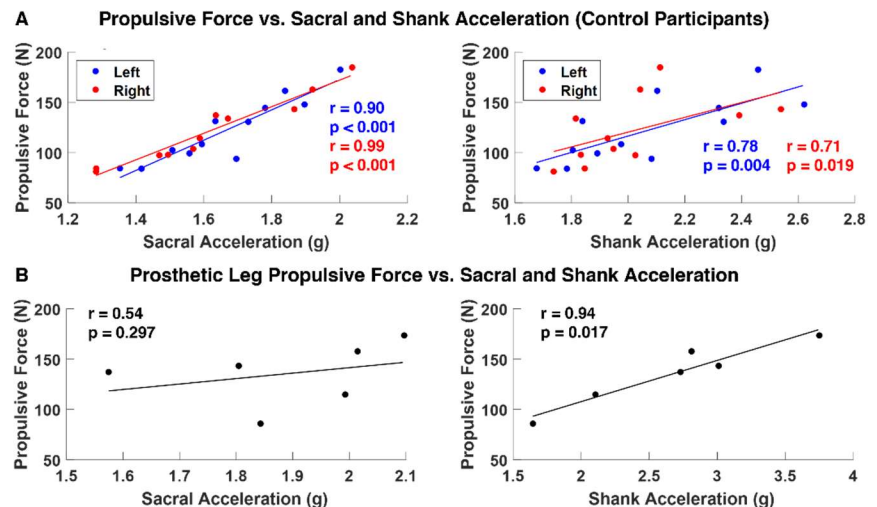 A Propulsive Force vs. Sacral and Shank Acceleration (Control Participants)
Propulsive Force (N)
200
150
100
50
Left
Right
r = 0.90
p < 0.001
r = 0.99
p < 0.001
1.2 1.4 1.6 1.8 2 2.2
Sacral Acceleration (g)
Propulsive Force (N)
200
150
100
50
Left
Right
r = 0.78
p = 0.004
r = 0.71
p = 0.019
1.6 1.8 2 2.2 2.4 2.6 2.8
Shank Acceleration (g)
B Prosthetic Leg Propulsive Force vs. Sacral and Shank Acceleration
Propulsive Force (N)
200
150
100
50
r = 0.54
p = 0.297
1.5 1.6 1.7 1.8 1.9 2 2.1
Sacral Acceleration (g)
Propulsive Force (N)
200
150
100
50
r = 0.94
p = 0.017
1.5 2 2.5 3 3.5 4
Shank Acceleration (g)